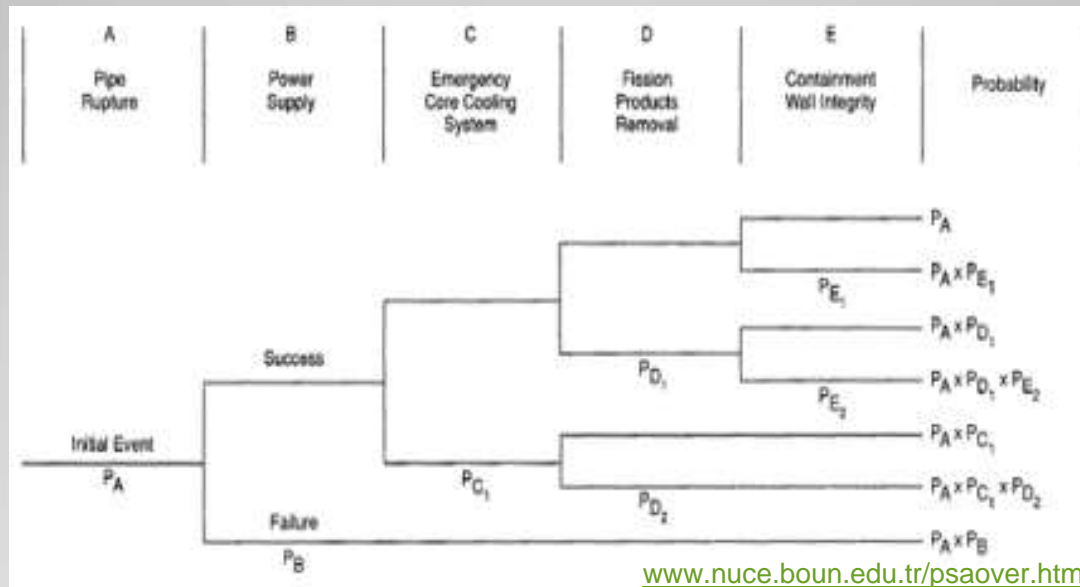 A
Pipe
Rupture
B
Power
Supply
C
Emergency
Core Cooling
System
D
Fission
Products
Removal
E
Containment
Wall Integrity
Probability
P_A
P_A x P_E₁
P_E₁
P_A x P_D₁
Success
P_D₁
P_A x P_D₁ x P_E₂
P_E₂
Initial Event
P_A
P_A x P_C₁
P_C₁
P_A x P_C₁ x P_D₂
P_D₂
Failure
P_B
P_A x P_B
www.nuce.boun.edu.tr/psaover.htm